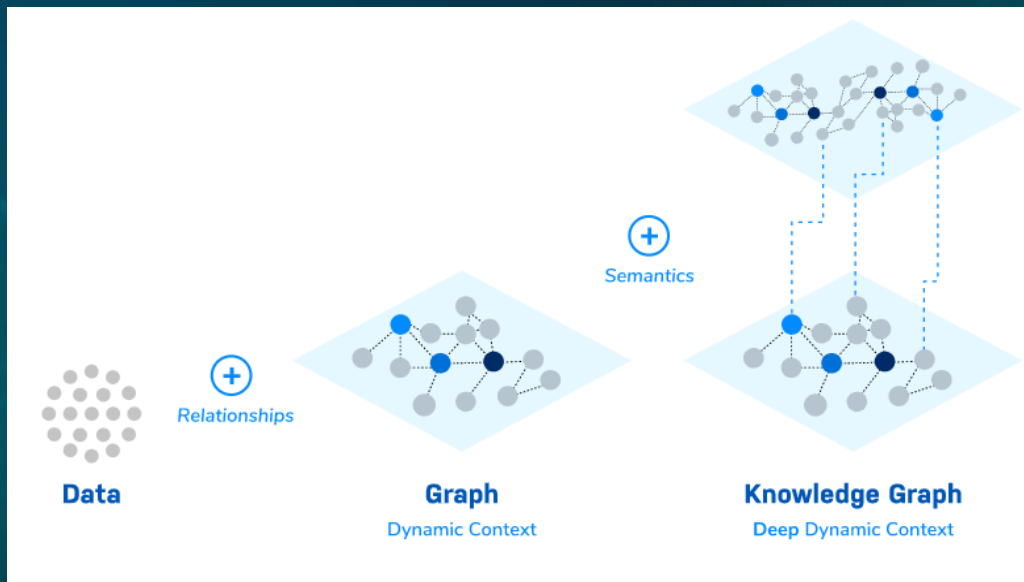 Semantics
Relationships
Data
Graph
Dynamic Context
Knowledge Graph
Deep Dynamic Context